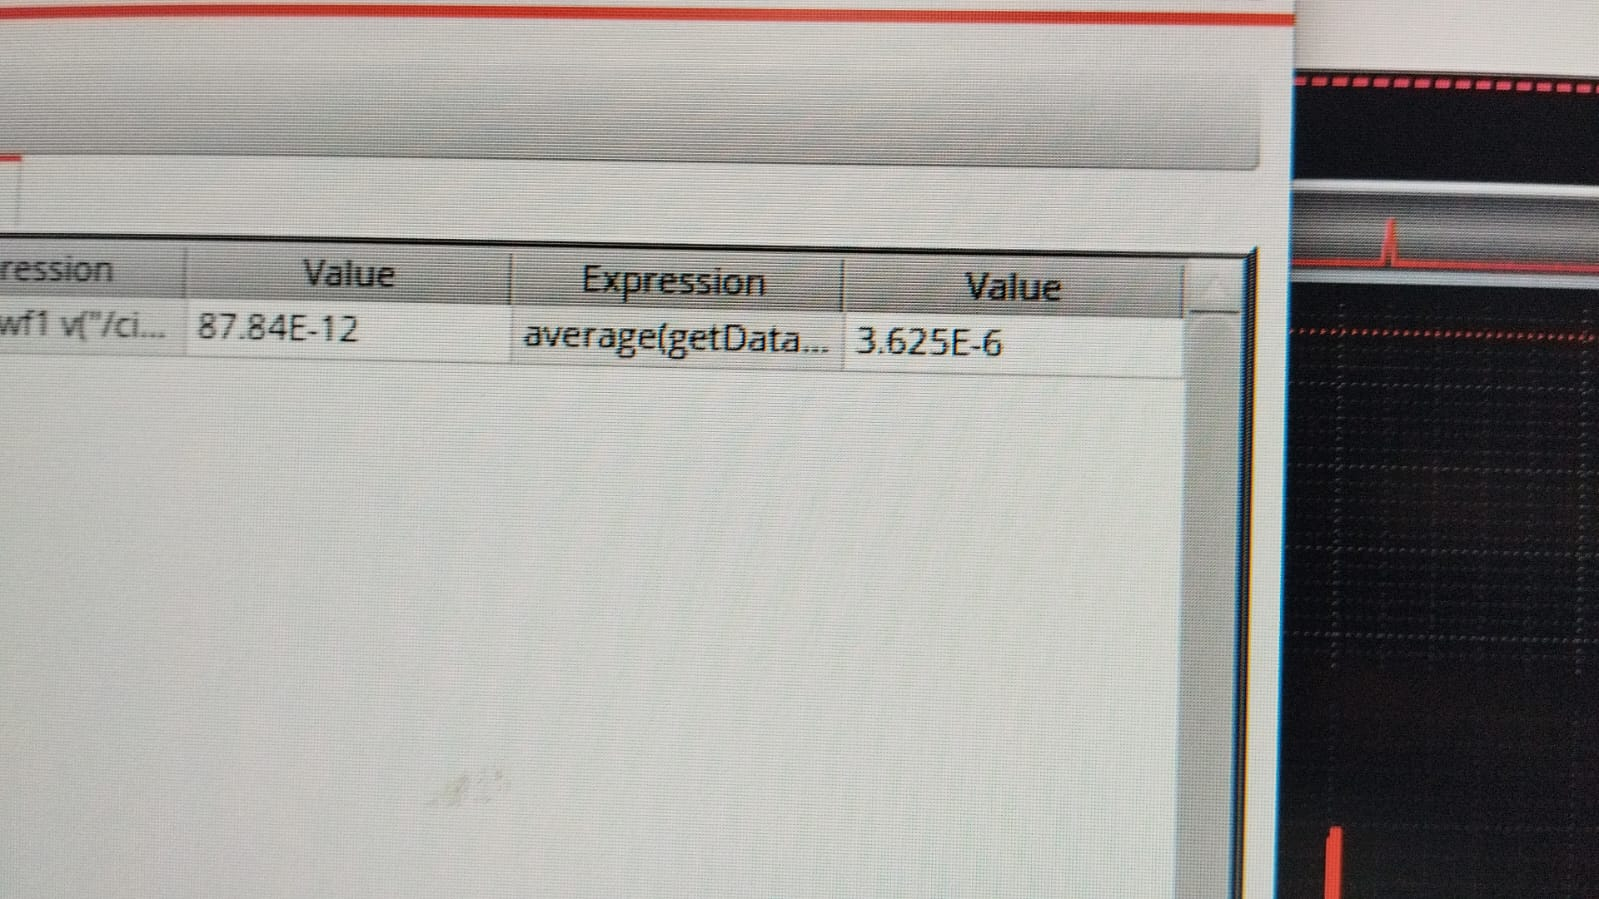 ression Value Expression Value
wf1 v("/ci... 87.84E-12 average(getData... 3.625E-6